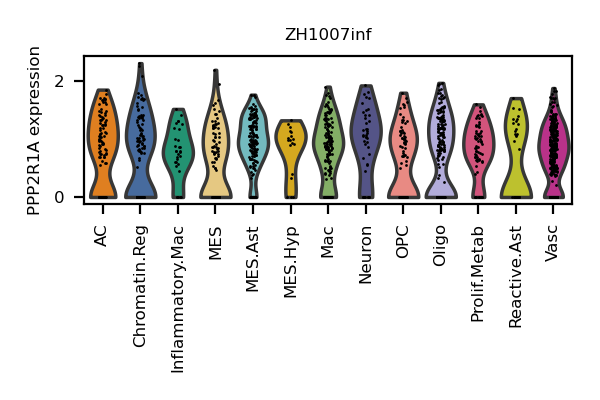 ZH1007inf
PPP2R1A expression
2
0
AC
Chromatin.Reg
Inflammatory.Mac
MES
MES.Ast
MES.Hyp
Mac
Neuron
OPC
Oligo
Prolif.Metab
Reactive.Ast
Vasc